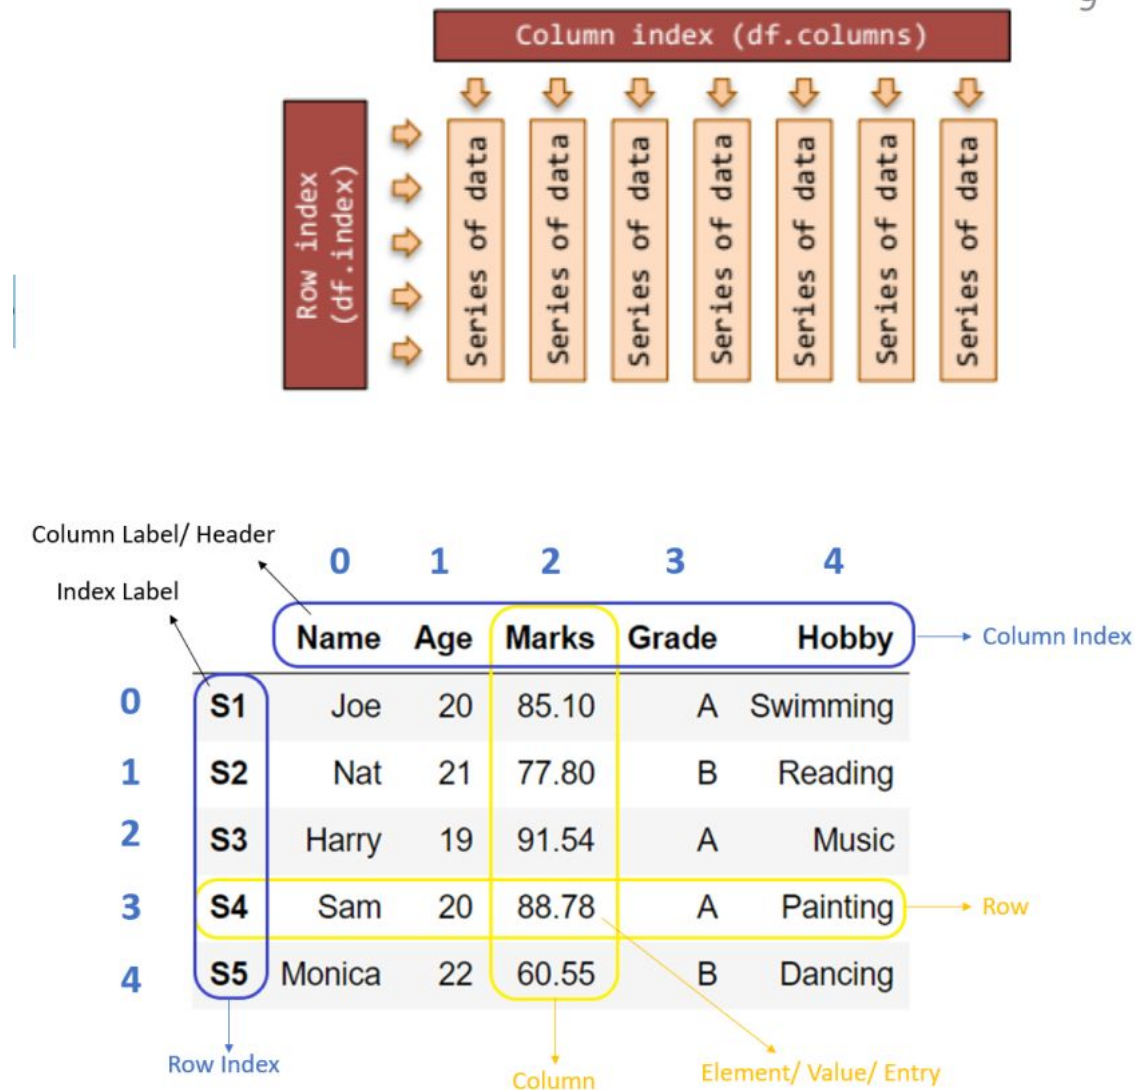 9
Column index (df.columns)
Row index
(df.index)
Series of data
Series of data
Series of data
Series of data
Series of data
Series of data
Series of data
Column Label/ Header
0 1 2 3 4
Index Label
Name Age Marks Grade Hobby
Column Index
0 S1 Joe 20 85.10 A Swimming
1 S2 Nat 21 77.80 B Reading
2 S3 Harry 19 91.54 A Music
3 S4 Sam 20 88.78 A Painting Row
4 S5 Monica 22 60.55 B Dancing
Row Index
Column
Element/ Value/ Entry